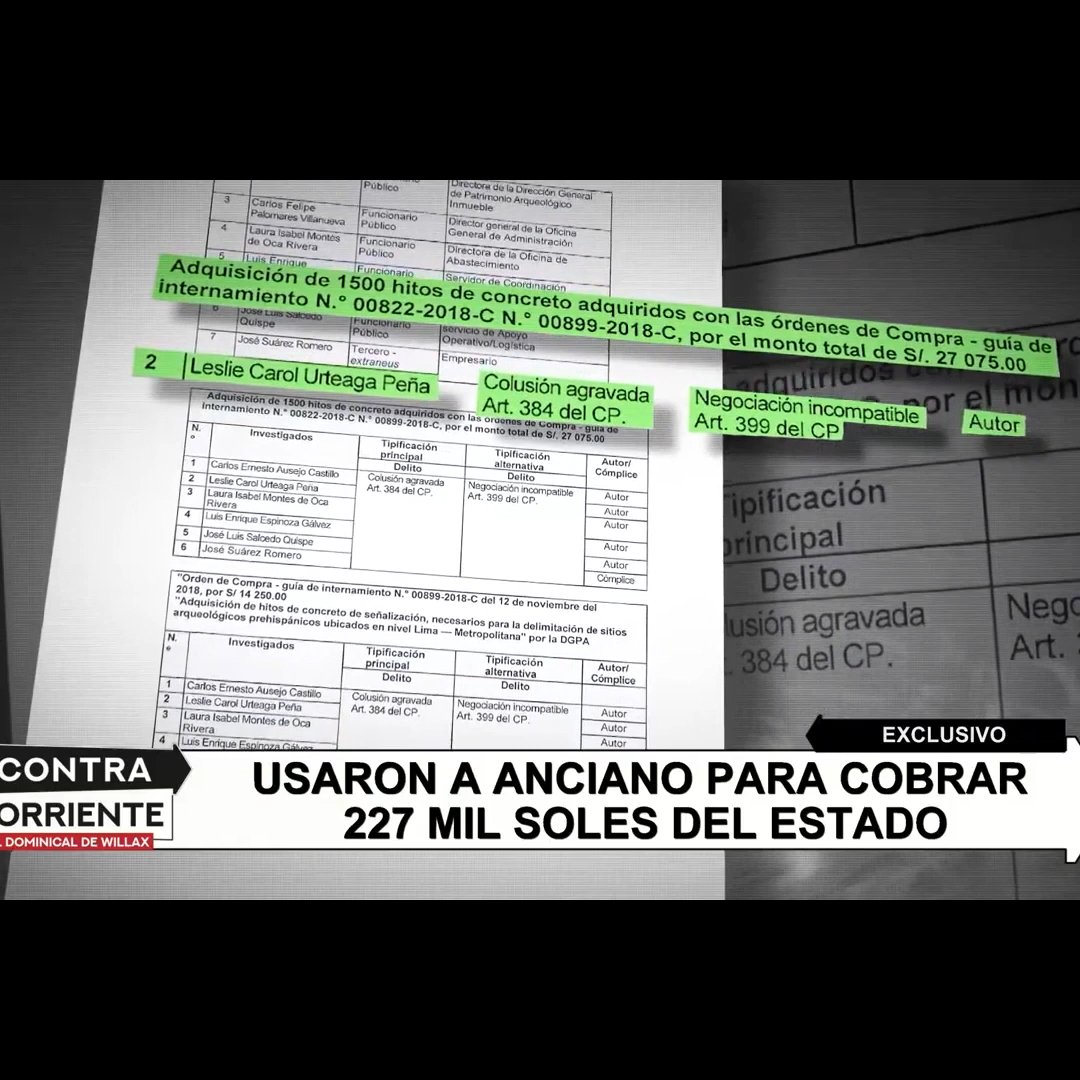 Público
Directora de la Dirección General
de Patrimonio Arqueológico
Inmueble
3 Carlos Felipe
Palomares Villanueva
Funcionario
Público
Director general de la Oficina
General de Administración
4 Laura Isabel Montes
de Oca Rivera
Funcionario
Público
Directora de la Oficina de
Abastecimiento
5 Luis Enrique
Funcionario
Servidor de Coordinación
Adquisición de 1500 hitos de concreto adquiridos con las órdenes de Compra - guía de
internamiento N.° 00822-2018-C N.° 00899-2018-C, por el monto total de S/. 27 075.00
6 José Luis Salcedo
Quispe
Funcionario
Público
Servicio de Apoyo
Operativo/Logística
7 José Suárez Romero
Tercero -
extraneus
Empresario
2 Leslie Carol Urteaga Peña
Colusión agravada
Art. 384 del CP.
Negociación incompatible
Art. 399 del CP
Autor
Adquisición de 1500 hitos de concreto adquiridos con las órdenes de Compra - guía de
internamiento N.° 00822-2018-C N.° 00899-2018-C, por el monto total de S/. 27 075.00
N.
°
Investigados
Tipificación
principal
Delito
Tipificación
alternativa
Delito
Autor/
Cómplice
1 Carlos Ernesto Ausejo Castillo
2 Leslie Carol Urteaga Peña
3 Laura Isabel Montes de Oca
Rivera
4 Luis Enrique Espinoza Gálvez
5 José Luis Salcedo Quispe
6 José Suárez Romero
Colusión agravada
Art. 384 del CP.
Negociación incompatible
Art. 399 del CP.
Autor
Autor
Autor
Autor
Autor
Cómplice
"Orden de Compra - guía de internamiento N.° 00899-2018-C del 12 de noviembre del
2018, por S/ 14 250.00
"Adquisición de hitos de concreto de señalización, necesarios para la delimitación de sitios
arqueológicos prehispánicos ubicados en nivel Lima — Metropolitana" por la DGPA
N.
°
Investigados
Tipificación
principal
Delito
Tipificación
alternativa
Delito
Autor/
Cómplice
1 Carlos Ernesto Ausejo Castillo
2 Leslie Carol Urteaga Peña
3 Laura Isabel Montes de Oca
Rivera
4 Luis Enrique Espinoza Gálvez
Colusión agravada
Art. 384 del CP.
Negociación incompatible
Art. 399 del CP.
Autor
Autor
Autor
adquiridos
por el mon
Tipificación
principal
Delito
lusión agravada
384 del CP.
Nego
Art.
EXCLUSIVO
CONTRA
ORRIENTE
L DOMINICAL DE WILLAX
USARON A ANCIANO PARA COBRAR
227 MIL SOLES DEL ESTADO